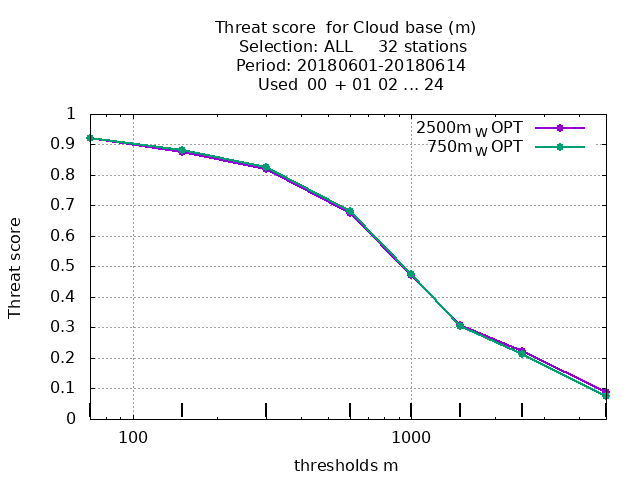 Threat score for Cloud base (m)
Selection: ALL 32 stations
Period: 20180601-20180614
Used 00 + 01 02 ... 24
2500m W OPT
750m W OPT
1
0.9
0.8
0.7
0.6
0.5
0.4
0.3
0.2
0.1
0
Threat score
100 1000
thresholds m